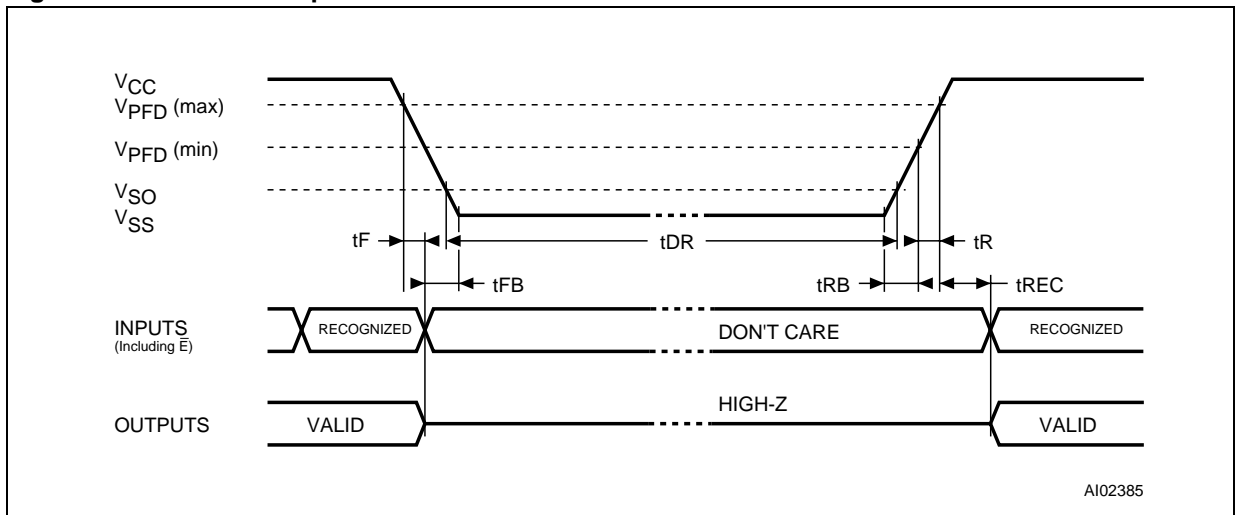 VCC
VPFD (max)
VPFD (min)
VSO
VSS
tF
tDR
tR
tFB
tRB
tREC
INPUTS
RECOGNIZED
DON'T CARE
RECOGNIZED
(Including E̅)
HIGH-Z
OUTPUTS
VALID
VALID
AI02385